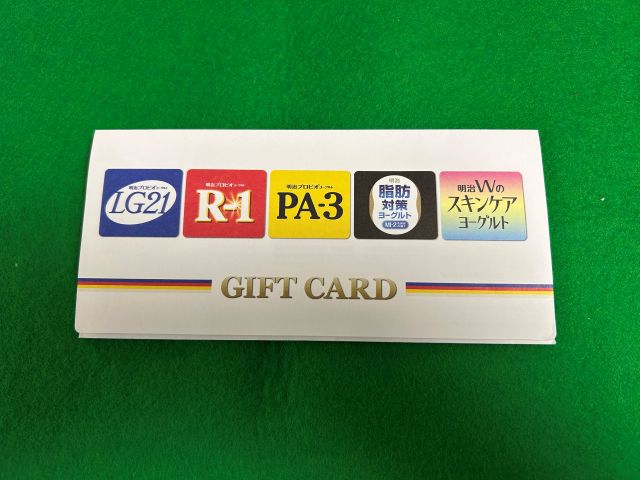 明治プロビオヨーグルト
LG21
明治プロビオヨーグルト
R-1
明治プロビオヨーグルト
PA-3
明治
脂肪
対策
ヨーグルト
明治Wの
スキンケア
ヨーグルト
GIFT CARD